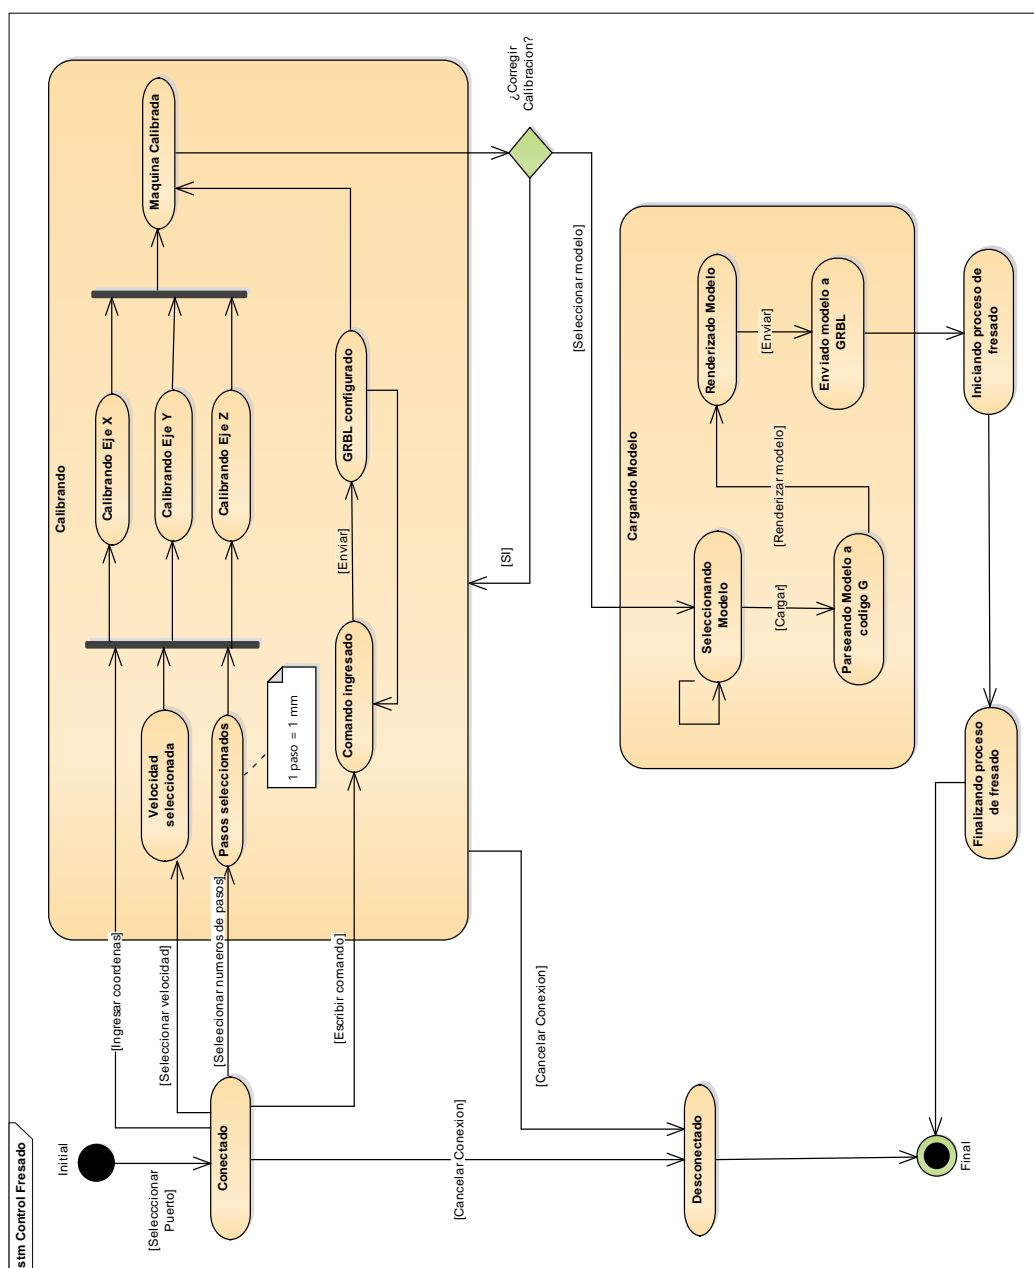 stm Control Fresado
Initial
[Selecccionar
Puerto]
Conectado
[Ingresar coordenas]
[Seleccionar velocidad]
[Seleecionar numeros de pasos]
[Escribir comando]
[Cancelar Conexion]
[Cancelar Conexion]
Desconectado
Final
Calibrando
Velocidad
seleccionada
Pasos seleccionados
1 paso = 1 mm
Comando ingresado
[Enviar]
GRBL configurado
Calibrando Eje X
Calibrando Eje Y
Calibrando Eje Z
Maquina Calibrada
¿Corregir
Calibracion?
[SI]
[Seleccionar modelo]
Cargando Modelo
Seleccionando
Modelo
[Cargar]
Parseando Modelo a
codigo G
[Renderizar modelo]
Renderizado Modelo
[Enviar]
Enviado modelo a
GRBL
Iniciando proceso de
fresado
Finalizando proceso
de fresado